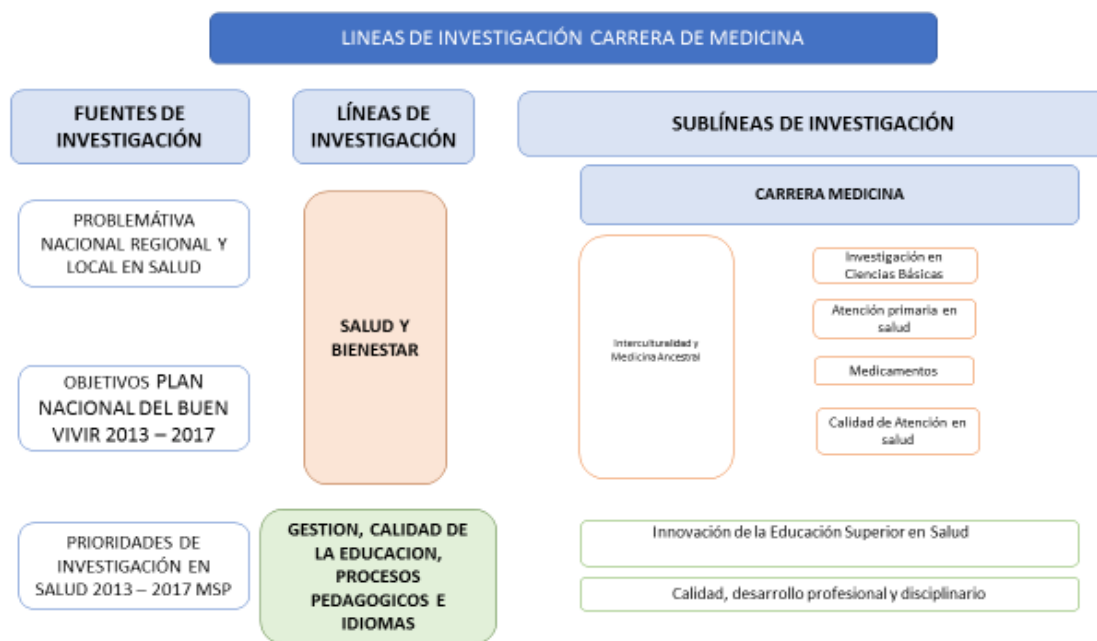 LINEAS DE INVESTIGACIÓN CARRERA DE MEDICINA
FUENTES DE
INVESTIGACIÓN
LÍNEAS DE
INVESTIGACIÓN
SUBLÍNEAS DE INVESTIGACIÓN
CARRERA MEDICINA
PROBLEMÁTIVA
NACIONAL REGIONAL Y
LOCAL EN SALUD
OBJETIVOS PLAN
NACIONAL DEL BUEN
VIVIR 2013 – 2017
PRIORIDADES DE
INVESTIGACIÓN EN
SALUD 2013 – 2017 MSP
SALUD Y
BIENESTAR
GESTION, CALIDAD DE
LA EDUCACION,
PROCESOS
PEDAGOGICOS E
IDIOMAS
Interculturalidad y
Medicina Ancestral
Investigación en
Ciencias Básicas
Atención primaria en
salud
Medicamentos
Calidad de Atención en
salud
Innovación de la Educación Superior en Salud
Calidad, desarrollo profesional y disciplinario